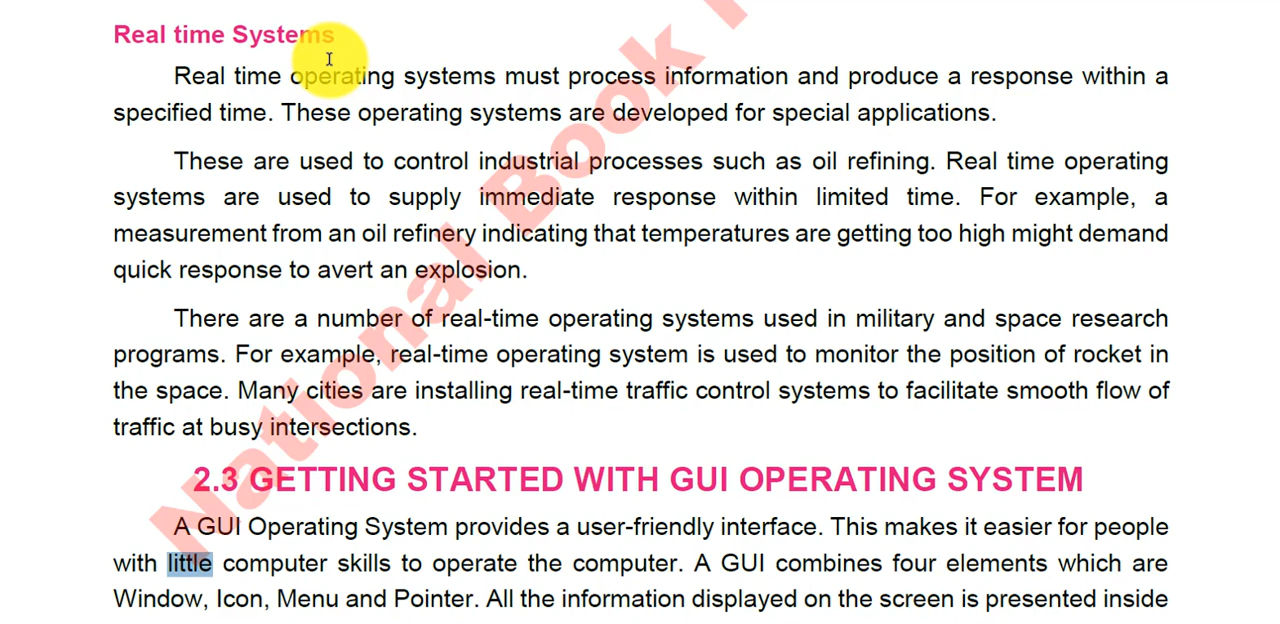 Real time Systems
Real time operating systems must process information and produce a response within a
specified time. These operating systems are developed for special applications.
These are used to control industrial processes such as oil refining. Real time operating
systems are used to supply immediate response within limited time. For example, a
measurement from an oil refinery indicating that temperatures are getting too high might demand
quick response to avert an explosion.
There are a number of real-time operating systems used in military and space research
programs. For example, real-time operating system is used to monitor the position of rocket in
the space. Many cities are installing real-time traffic control systems to facilitate smooth flow of
traffic at busy intersections.
2.3 GETTING STARTED WITH GUI OPERATING SYSTEM
A GUI Operating System provides a user-friendly interface. This makes it easier for people
with little computer skills to operate the computer. A GUI combines four elements which are
Window, Icon, Menu and Pointer. All the information displayed on the screen is presented inside
National Book